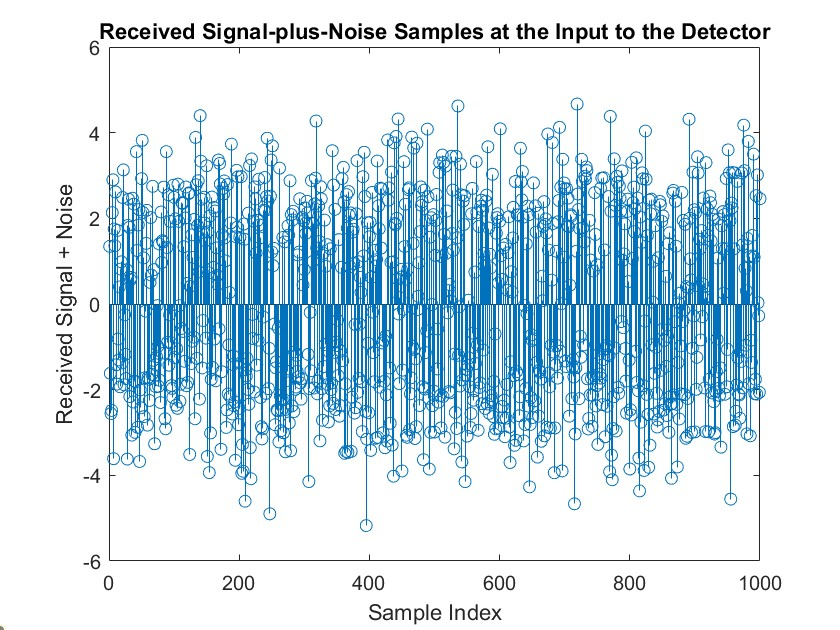 Received Signal-plus-Noise Samples at the Input to the Detector
6
4
2
0
-2
-4
-6
Received Signal + Noise
0 200 400 600 800 1000
Sample Index